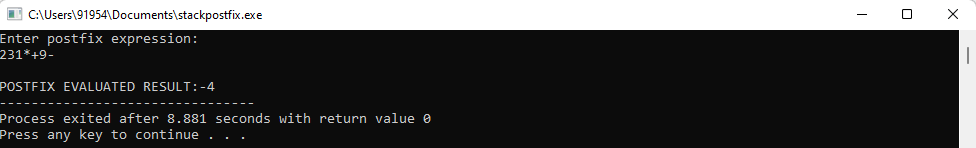 C:\Users\91954\Documents\stackpostfix.exe
Enter postfix expression:
231*+9-
POSTFIX EVALUATED RESULT:-4
--------------------------------
Process exited after 8.881 seconds with return value 0
Press any key to continue . . .